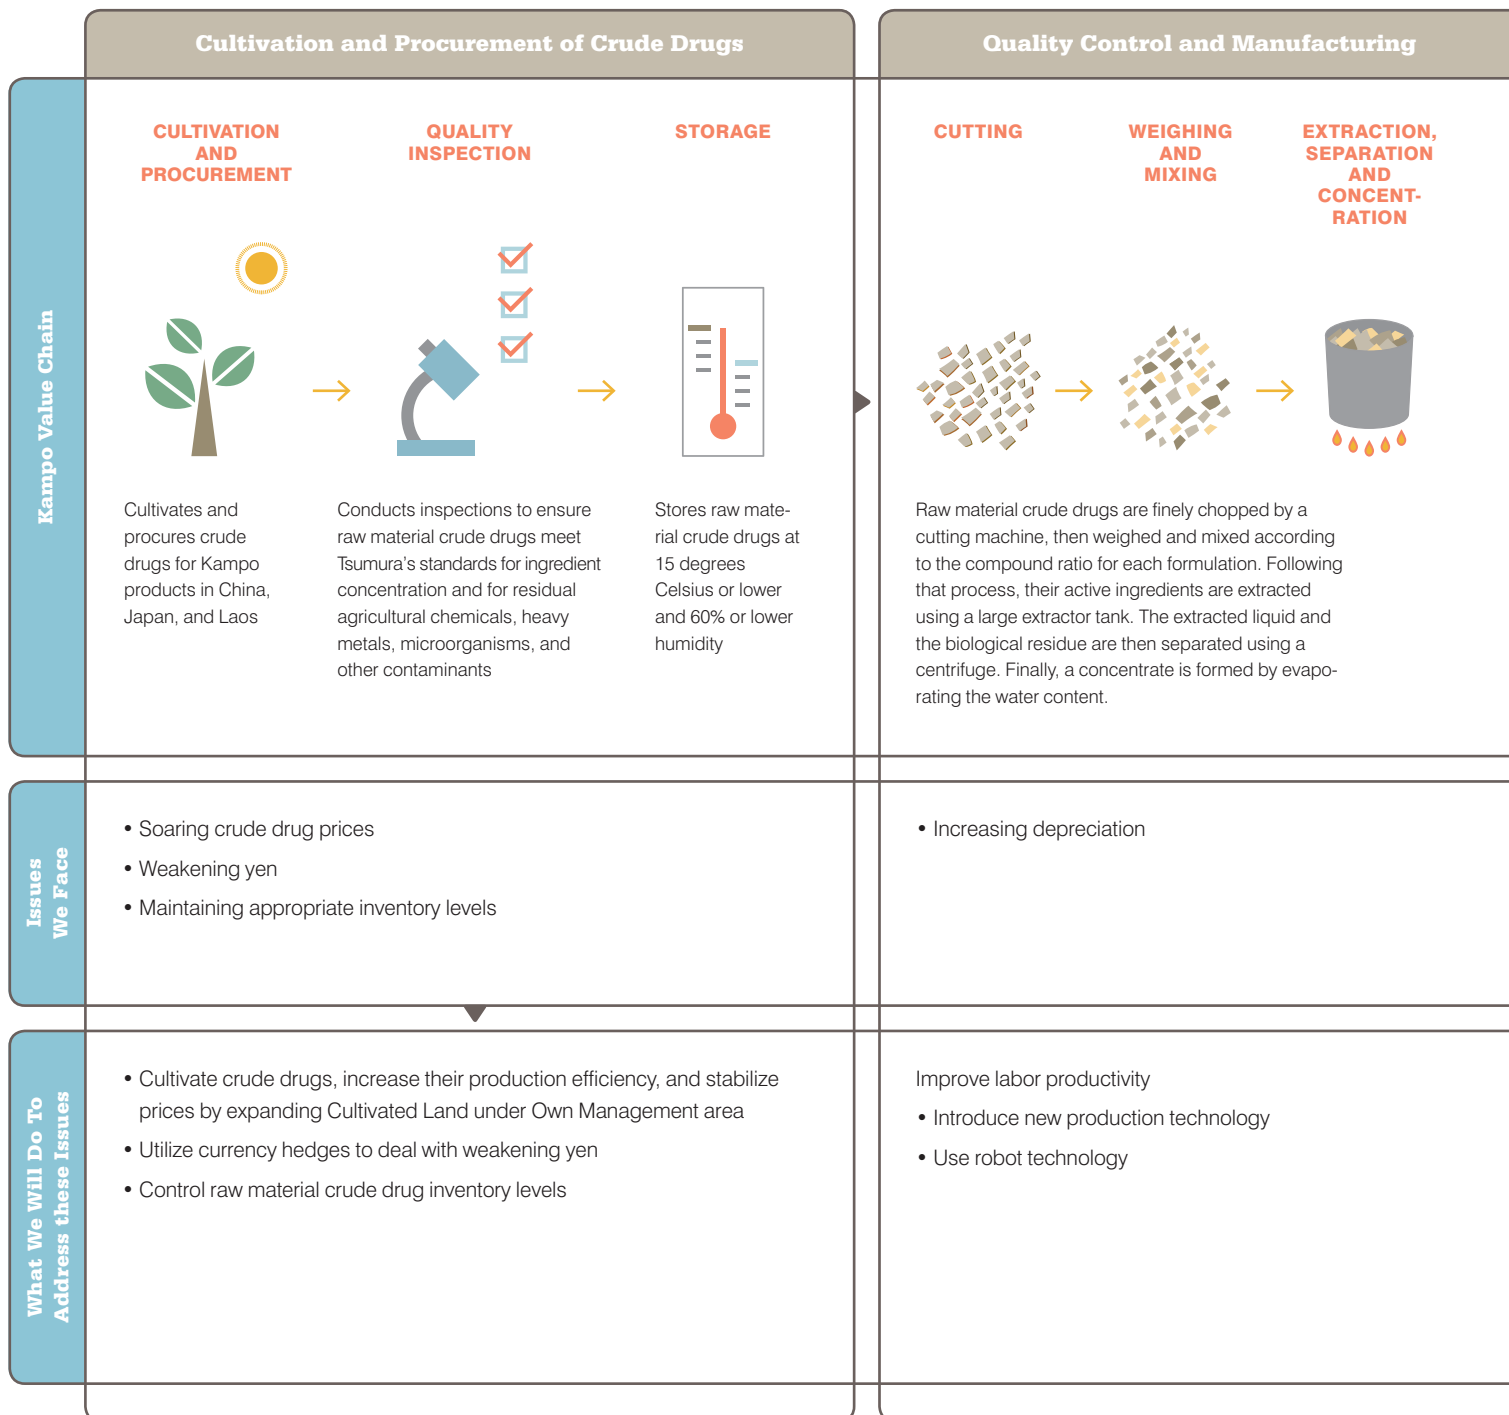 Cultivation and Procurement of Crude Drugs
Quality Control and Manufacturing
Kampo Value Chain
CULTIVATION
AND
PROCUREMENT
QUALITY
INSPECTION
STORAGE
CUTTING
WEIGHING
AND
MIXING
EXTRACTION,
SEPARATION
AND
CONCENT-
RATION
Cultivates and
procures crude
drugs for Kampo
products in China,
Japan, and Laos
Conducts inspections to ensure
raw material crude drugs meet
Tsumura's standards for ingredient
concentration and for residual
agricultural chemicals, heavy
metals, microorganisms, and
other contaminants
Stores raw mate-
rial crude drugs at
15 degrees
Celsius or lower
and 60% or lower
humidity
Raw material crude drugs are finely chopped by a
cutting machine, then weighed and mixed according
to the compound ratio for each formulation. Following
that process, their active ingredients are extracted
using a large extractor tank. The extracted liquid and
the biological residue are then separated using a
centrifuge. Finally, a concentrate is formed by evapo-
rating the water content.
Issues
We Face
• Soaring crude drug prices
• Weakening yen
• Maintaining appropriate inventory levels
• Increasing depreciation
What We Will Do To
Address these Issues
• Cultivate crude drugs, increase their production efficiency, and stabilize
prices by expanding Cultivated Land under Own Management area
• Utilize currency hedges to deal with weakening yen
• Control raw material crude drug inventory levels
Improve labor productivity
• Introduce new production technology
• Use robot technology